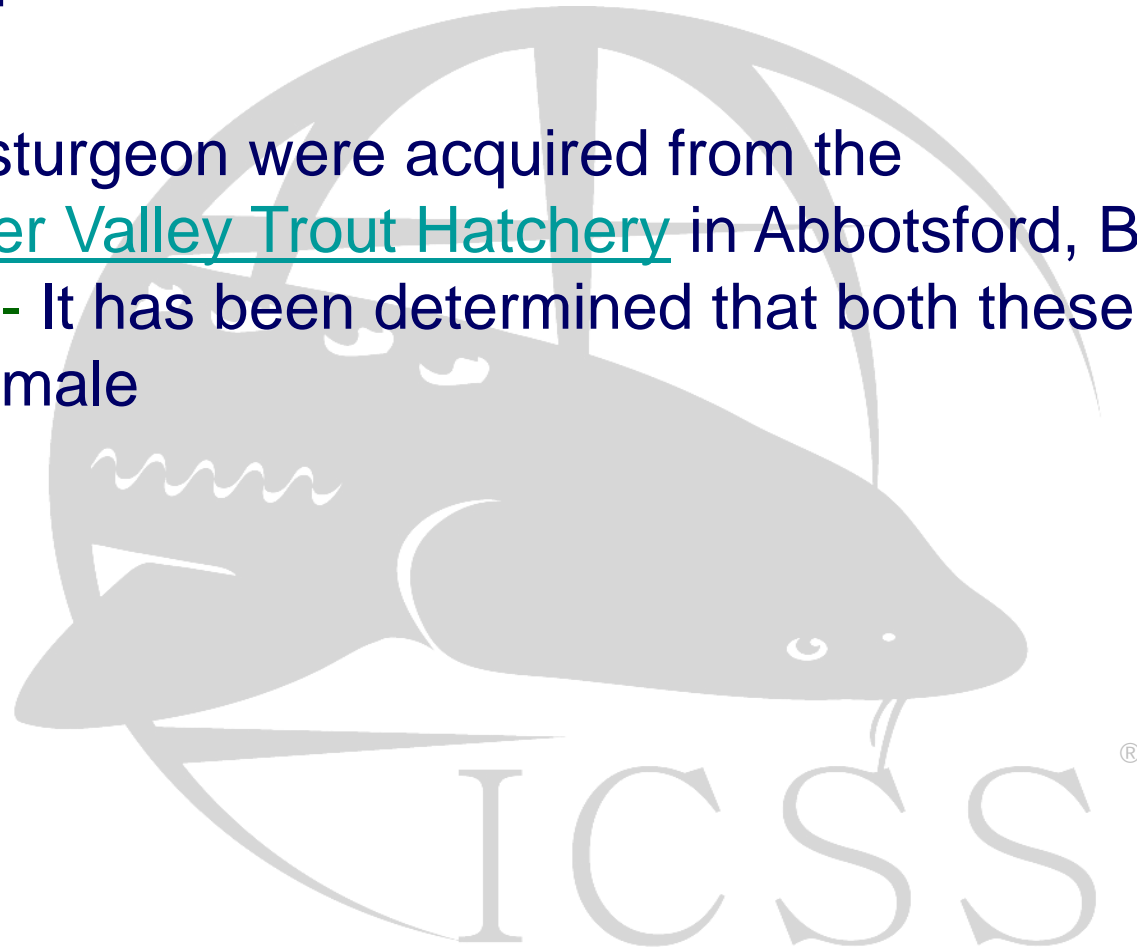 sturgeon were acquired from the
er Valley Trout Hatchery in Abbotsford, B
- It has been determined that both these
male
®
ICSS